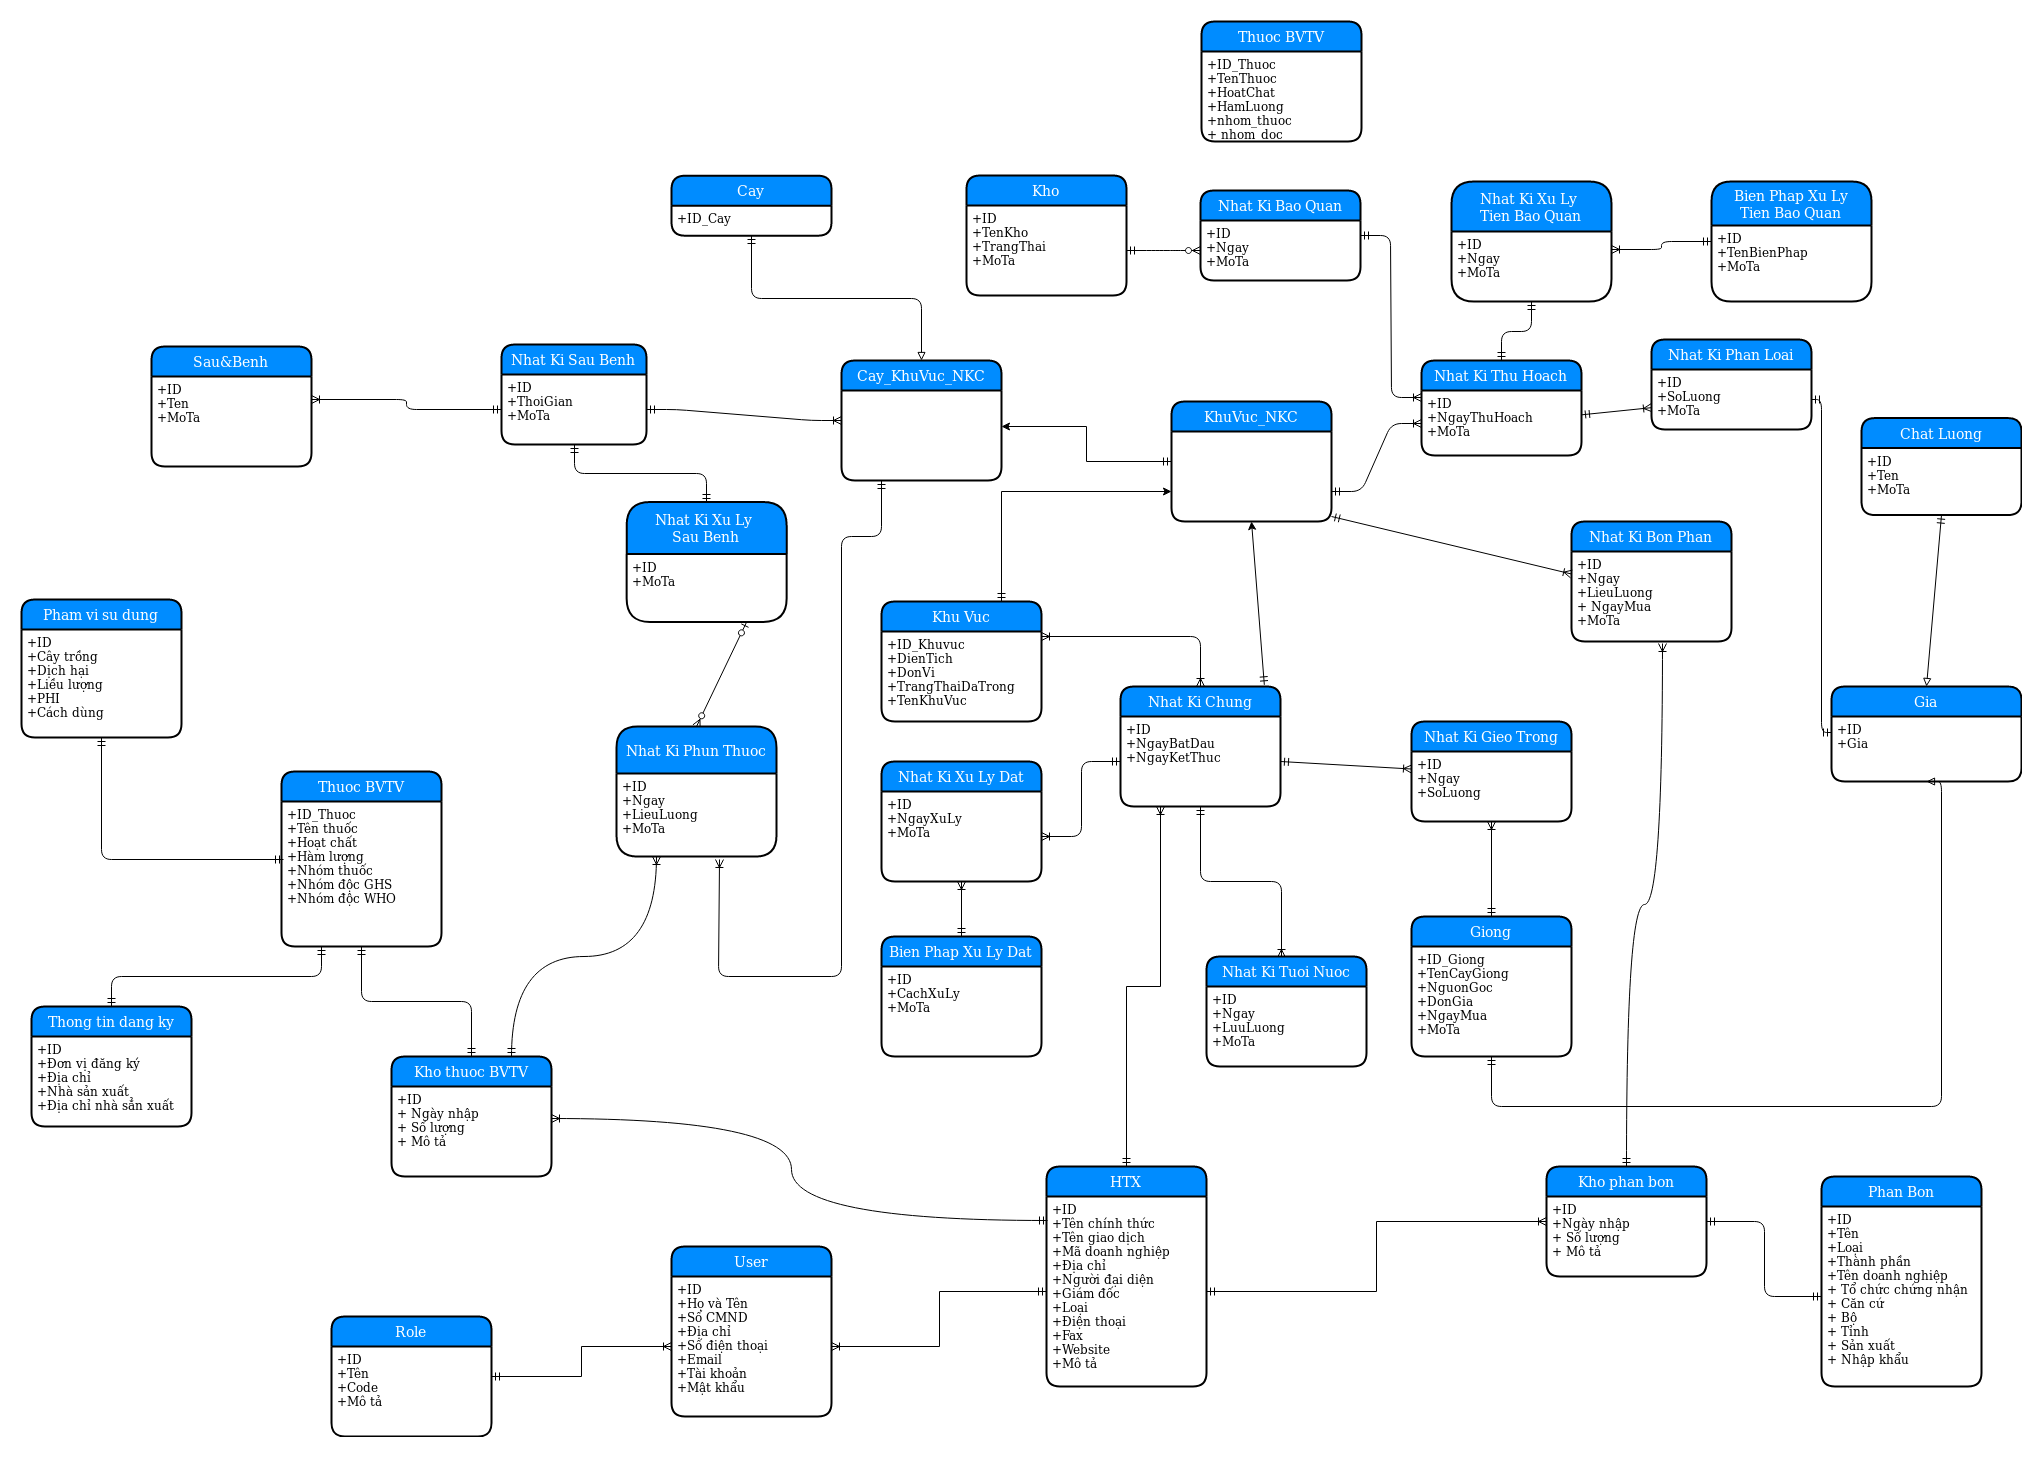 Thuoc BVTV
+ID_Thuoc
+TenThuoc
+HoatChat
+HamLuong
+nhom_thuoc
+ nhom_doc
Cay
+ID_Cay
Kho
+ID
+TenKho
+TrangThai
+MoTa
Nhat Ki Bao Quan
+ID
+Ngay
+MoTa
Nhat Ki Xu Ly
Tien Bao Quan
+ID
+Ngay
+MoTa
Bien Phap Xu Ly
Tien Bao Quan
+ID
+TenBienPhap
+MoTa
Sau&Benh
+ID
+Ten
+MoTa
Nhat Ki Sau Benh
+ID
+ThoiGian
+MoTa
Cay_KhuVuc_NKC
KhuVuc_NKC
Nhat Ki Thu Hoach
+ID
+NgayThuHoach
+MoTa
Nhat Ki Phan Loai
+ID
+SoLuong
+MoTa
Chat Luong
+ID
+Ten
+MoTa
Nhat Ki Xu Ly
Sau Benh
+ID
+MoTa
Nhat Ki Bon Phan
+ID
+Ngay
+LieuLuong
+ NgayMua
+MoTa
Pham vi su dung
+ID
+Cây trồng
+Dịch hại
+Liều lượng
+PHI
+Cách dùng
Khu Vuc
+ID_Khuvuc
+DienTich
+DonVi
+TrangThaiDaTrong
+TenKhuVuc
Nhat Ki Chung
+ID
+NgayBatDau
+NgayKetThuc
Gia
+ID
+Gia
Thuoc BVTV
+ID_Thuoc
+Tên thuốc
+Hoạt chất
+Hàm lượng
+Nhóm thuốc
+Nhóm độc GHS
+Nhóm độc WHO
Nhat Ki Phun Thuoc
+ID
+Ngay
+LieuLuong
+MoTa
Nhat Ki Xu Ly Dat
+ID
+NgayXuLy
+MoTa
Nhat Ki Gieo Trong
+ID
+Ngay
+SoLuong
Bien Phap Xu Ly Dat
+ID
+CachXuLy
+MoTa
Nhat Ki Tuoi Nuoc
+ID
+Ngay
+LuuLuong
+MoTa
Giong
+ID_Giong
+TenCayGiong
+NguonGoc
+DonGia
+NgayMua
+MoTa
Thong tin dang ky
+ID
+Đơn vị đăng ký
+Địa chỉ
+Nhà sản xuất
+Địa chỉ nhà sản xuất
Kho thuoc BVTV
+ID
+ Ngày nhập
+ Số lượng
+ Mô tả
HTX
+ID
+Tên chính thức
+Tên giao dịch
+Mã doanh nghiệp
+Địa chỉ
+Người đại diện
+Giám đốc
+Loại
+Điện thoại
+Fax
+Website
+Mô tả
Kho phan bon
+ID
+Ngày nhập
+ Số lượng
+ Mô tả
Phan Bon
+ID
+Tên
+Loại
+Thành phần
+Tên doanh nghiệp
+ Tổ chức chứng nhận
+ Căn cứ
+ Bộ
+ Tỉnh
+ Sản xuất
+ Nhập khẩu
User
+ID
+Họ và Tên
+Số CMND
+Địa chỉ
+Số điện thoại
+Email
+Tài khoản
+Mật khẩu
Role
+ID
+Tên
+Code
+Mô tả